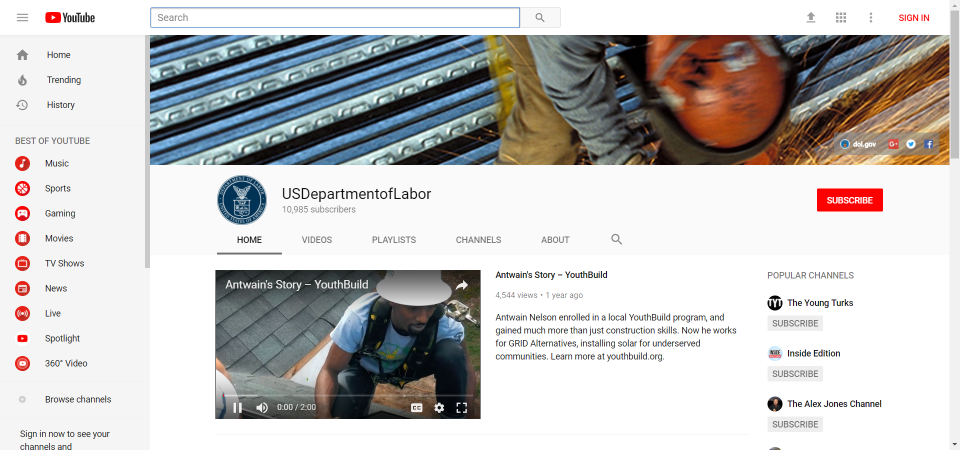 YouTube
Search
SIGN IN
Home
Trending
History
BEST OF YOUTUBE
Music
Sports
Gaming
Movies
TV Shows
News
Live
Spotlight
360° Video
Browse channels
Sign in now to see your
channels and
dol.gov
USDepartmentofLabor
10,985 subscribers
SUBSCRIBE
HOME
VIDEOS
PLAYLISTS
CHANNELS
ABOUT
Antwain's Story – YouthBuild
0:00 / 2:00
CC
Antwain's Story – YouthBuild
4,544 views • 1 year ago
Antwain Nelson enrolled in a local YouthBuild program, and
gained much more than just construction skills. Now he works
for GRID Alternatives, installing solar for underserved
communities. Learn more at youthbuild.org.
POPULAR CHANNELS
TYT
The Young Turks
SUBSCRIBE
Inside Edition
SUBSCRIBE
The Alex Jones Channel
SUBSCRIBE